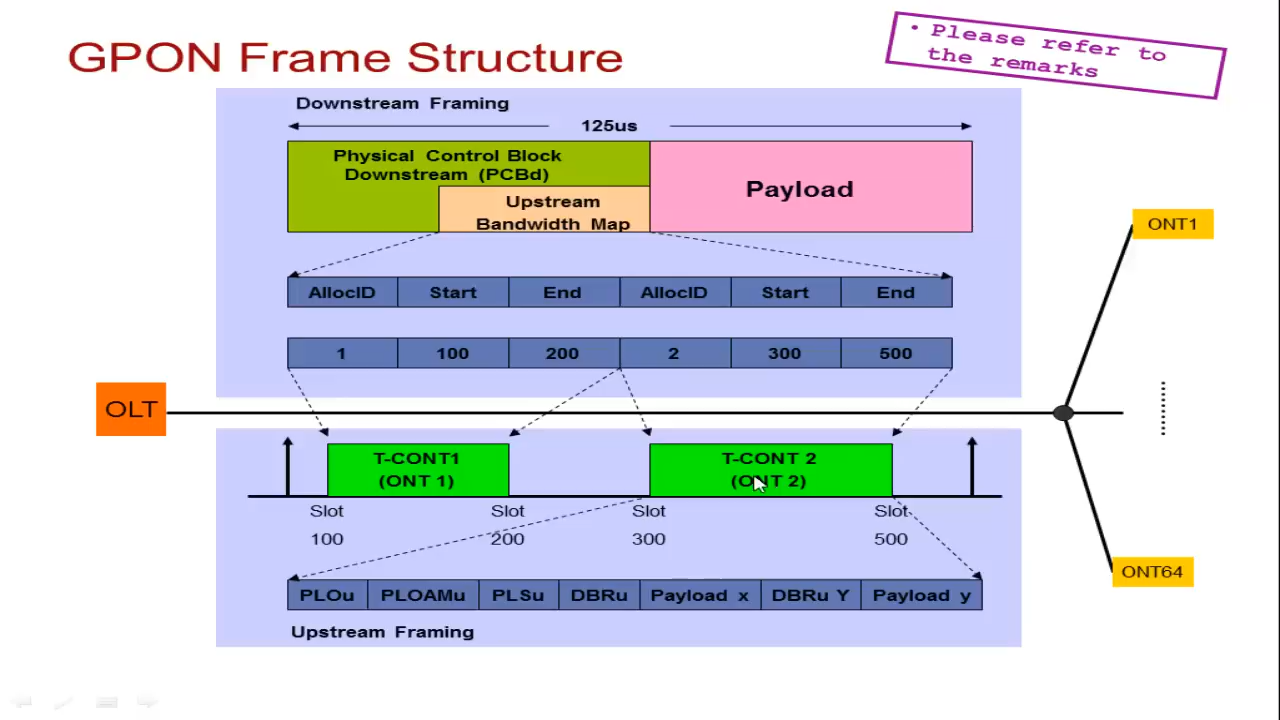 GPON Frame Structure
• Please refer to
the remarks
Downstream Framing
125us
Physical Control Block
Downstream (PCBd)
Payload
Upstream
Bandwidth Map
ONT1
AllocID Start End AllocID Start End
1 100 200 2 300 500
OLT
T-CONT1
(ONT 1)
T-CONT 2
(ONT 2)
Slot Slot Slot Slot
100 200 300 500
ONT64
PLOu PLOAMu PLSu DBRu Payload x DBRu Y Payload y
Upstream Framing